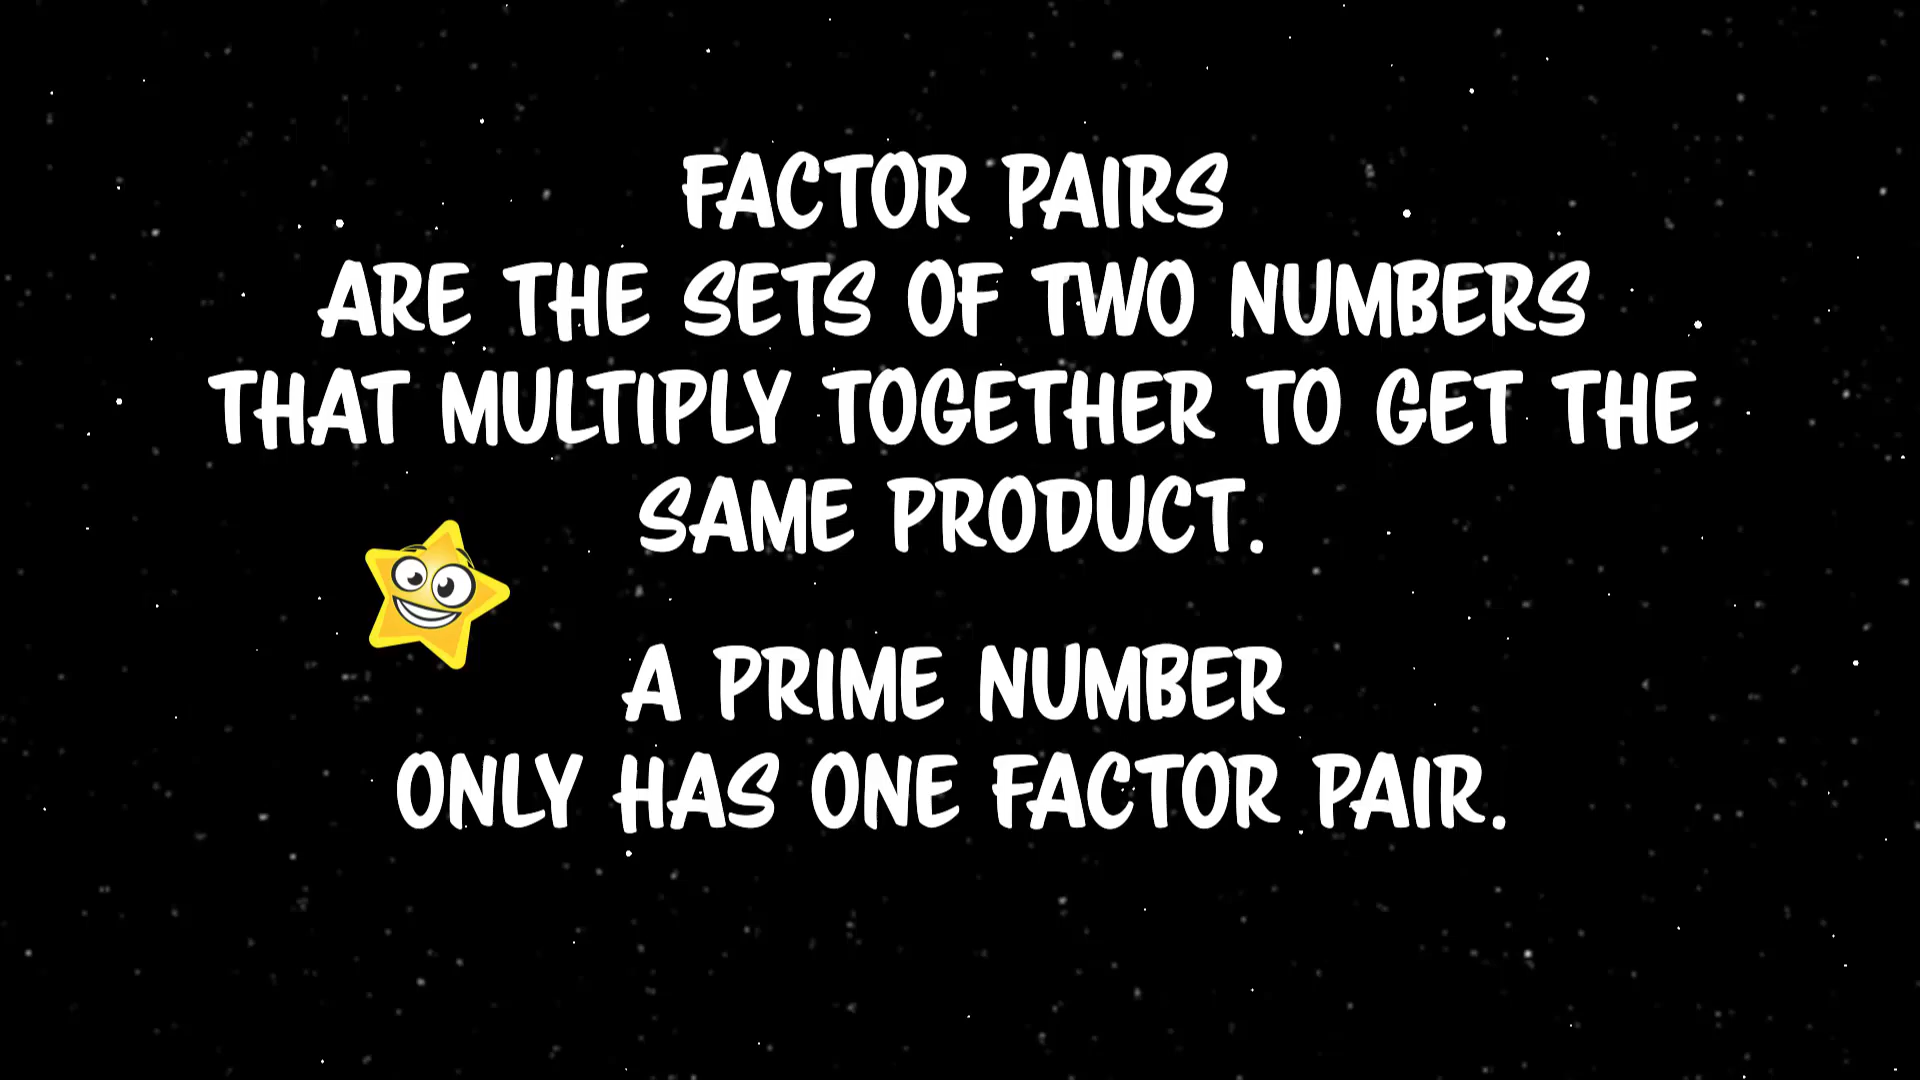 FACTOR PAIRS
ARE THE SETS OF TWO NUMBERS
THAT MULTIPLY TOGETHER TO GET THE
SAME PRODUCT.
A PRIME NUMBER
ONLY HAS ONE FACTOR PAIR.